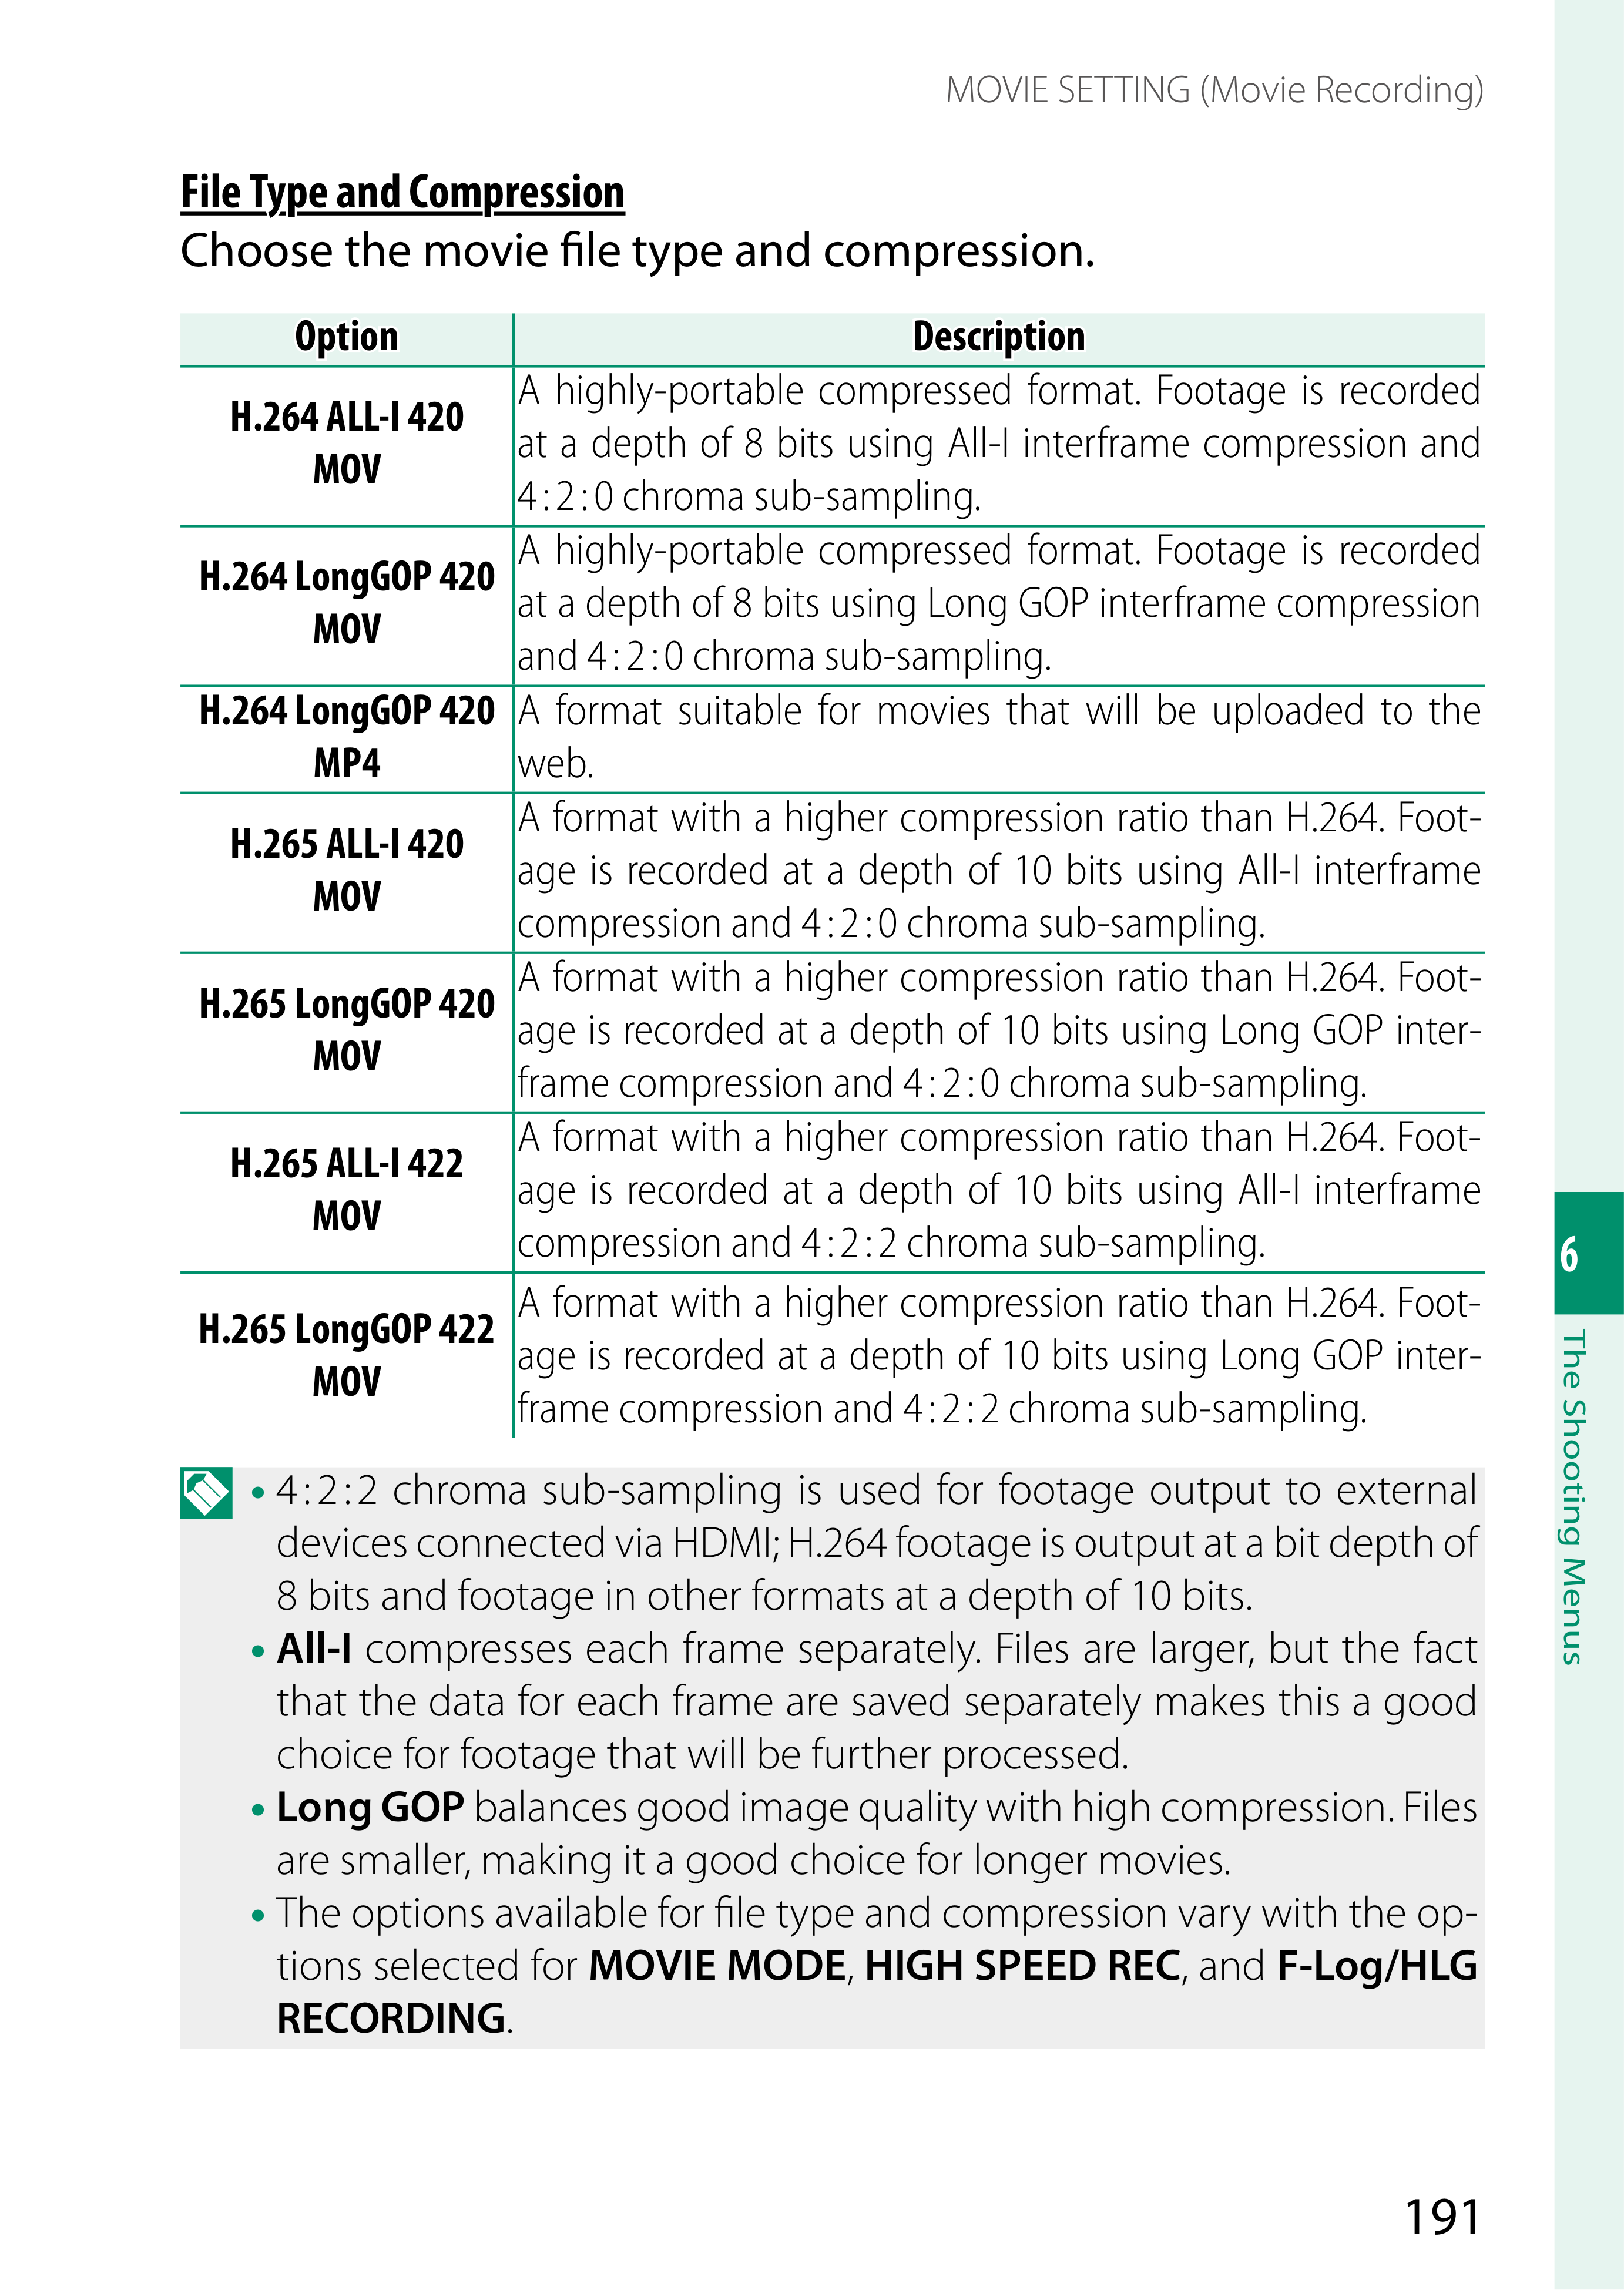 MOVIE SETTING (Movie Recording)
File Type and Compression
Choose the movie file type and compression.
Option Description
H.264 ALL-I 420
MOV
A highly-portable compressed format. Footage is recorded
at a depth of 8 bits using All-I interframe compression and
4 : 2 : 0 chroma sub-sampling.
H.264 LongGOP 420
MOV
A highly-portable compressed format. Footage is recorded
at a depth of 8 bits using Long GOP interframe compression
and 4 : 2 : 0 chroma sub-sampling.
H.264 LongGOP 420
MP4
A format suitable for movies that will be uploaded to the
web.
H.265 ALL-I 420
MOV
A format with a higher compression ratio than H.264. Foot-
age is recorded at a depth of 10 bits using All-I interframe
compression and 4 : 2 : 0 chroma sub-sampling.
H.265 LongGOP 420
MOV
A format with a higher compression ratio than H.264. Foot-
age is recorded at a depth of 10 bits using Long GOP inter-
frame compression and 4 : 2 : 0 chroma sub-sampling.
H.265 ALL-I 422
MOV
A format with a higher compression ratio than H.264. Foot-
age is recorded at a depth of 10 bits using All-I interframe
compression and 4 : 2 : 2 chroma sub-sampling.
H.265 LongGOP 422
MOV
A format with a higher compression ratio than H.264. Foot-
age is recorded at a depth of 10 bits using Long GOP inter-
frame compression and 4 : 2 : 2 chroma sub-sampling.
• 4 : 2 : 2 chroma sub-sampling is used for footage output to external
devices connected via HDMI; H.264 footage is output at a bit depth of
8 bits and footage in other formats at a depth of 10 bits.
• All-I compresses each frame separately. Files are larger, but the fact
that the data for each frame are saved separately makes this a good
choice for footage that will be further processed.
• Long GOP balances good image quality with high compression. Files
are smaller, making it a good choice for longer movies.
• The options available for file type and compression vary with the op-
tions selected for MOVIE MODE, HIGH SPEED REC, and F-Log/HLG
RECORDING.
6
The Shooting Menus
191